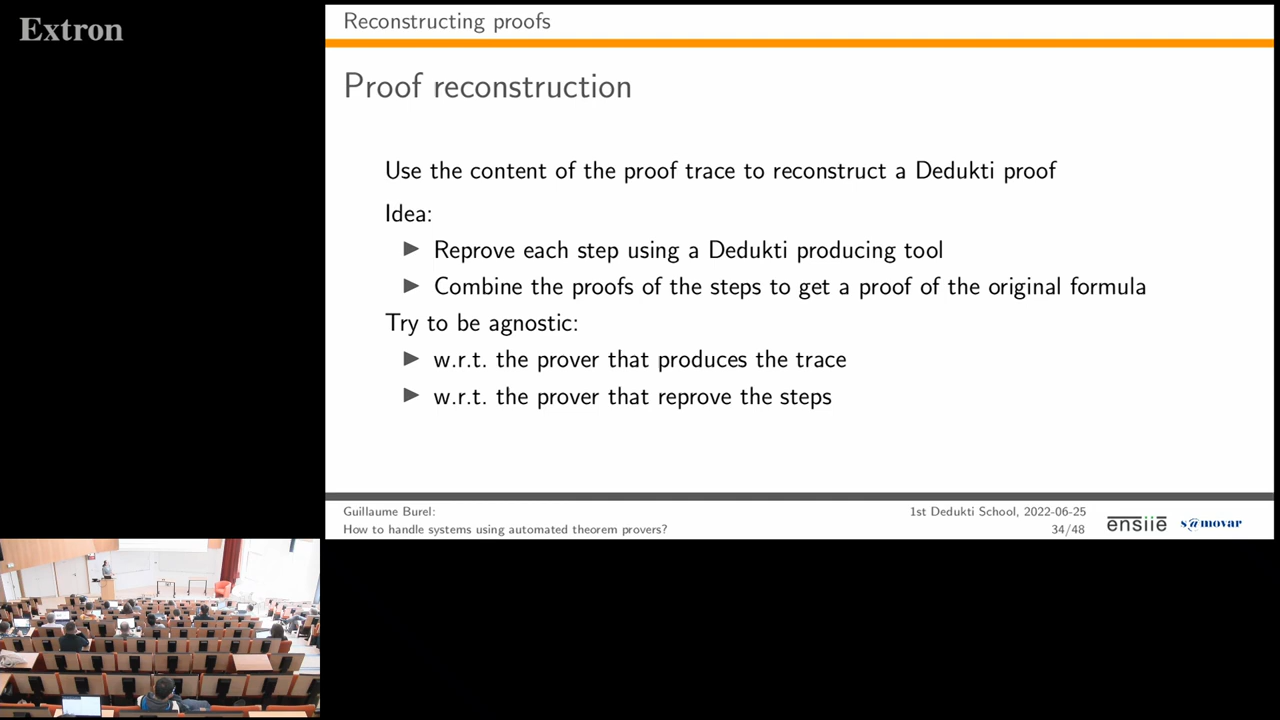 Extron
Reconstructing proofs
Proof reconstruction
Use the content of the proof trace to reconstruct a Dedukti proof
Idea:
▶ Reprove each step using a Dedukti producing tool
▶ Combine the proofs of the steps to get a proof of the original formula
Try to be agnostic:
▶ w.r.t. the prover that produces the trace
▶ w.r.t. the prover that reprove the steps
Guillaume Burel:
How to handle systems using automated theorem provers?
1st Dedukti School, 2022-06-25
34/48
ensiie
s@movar